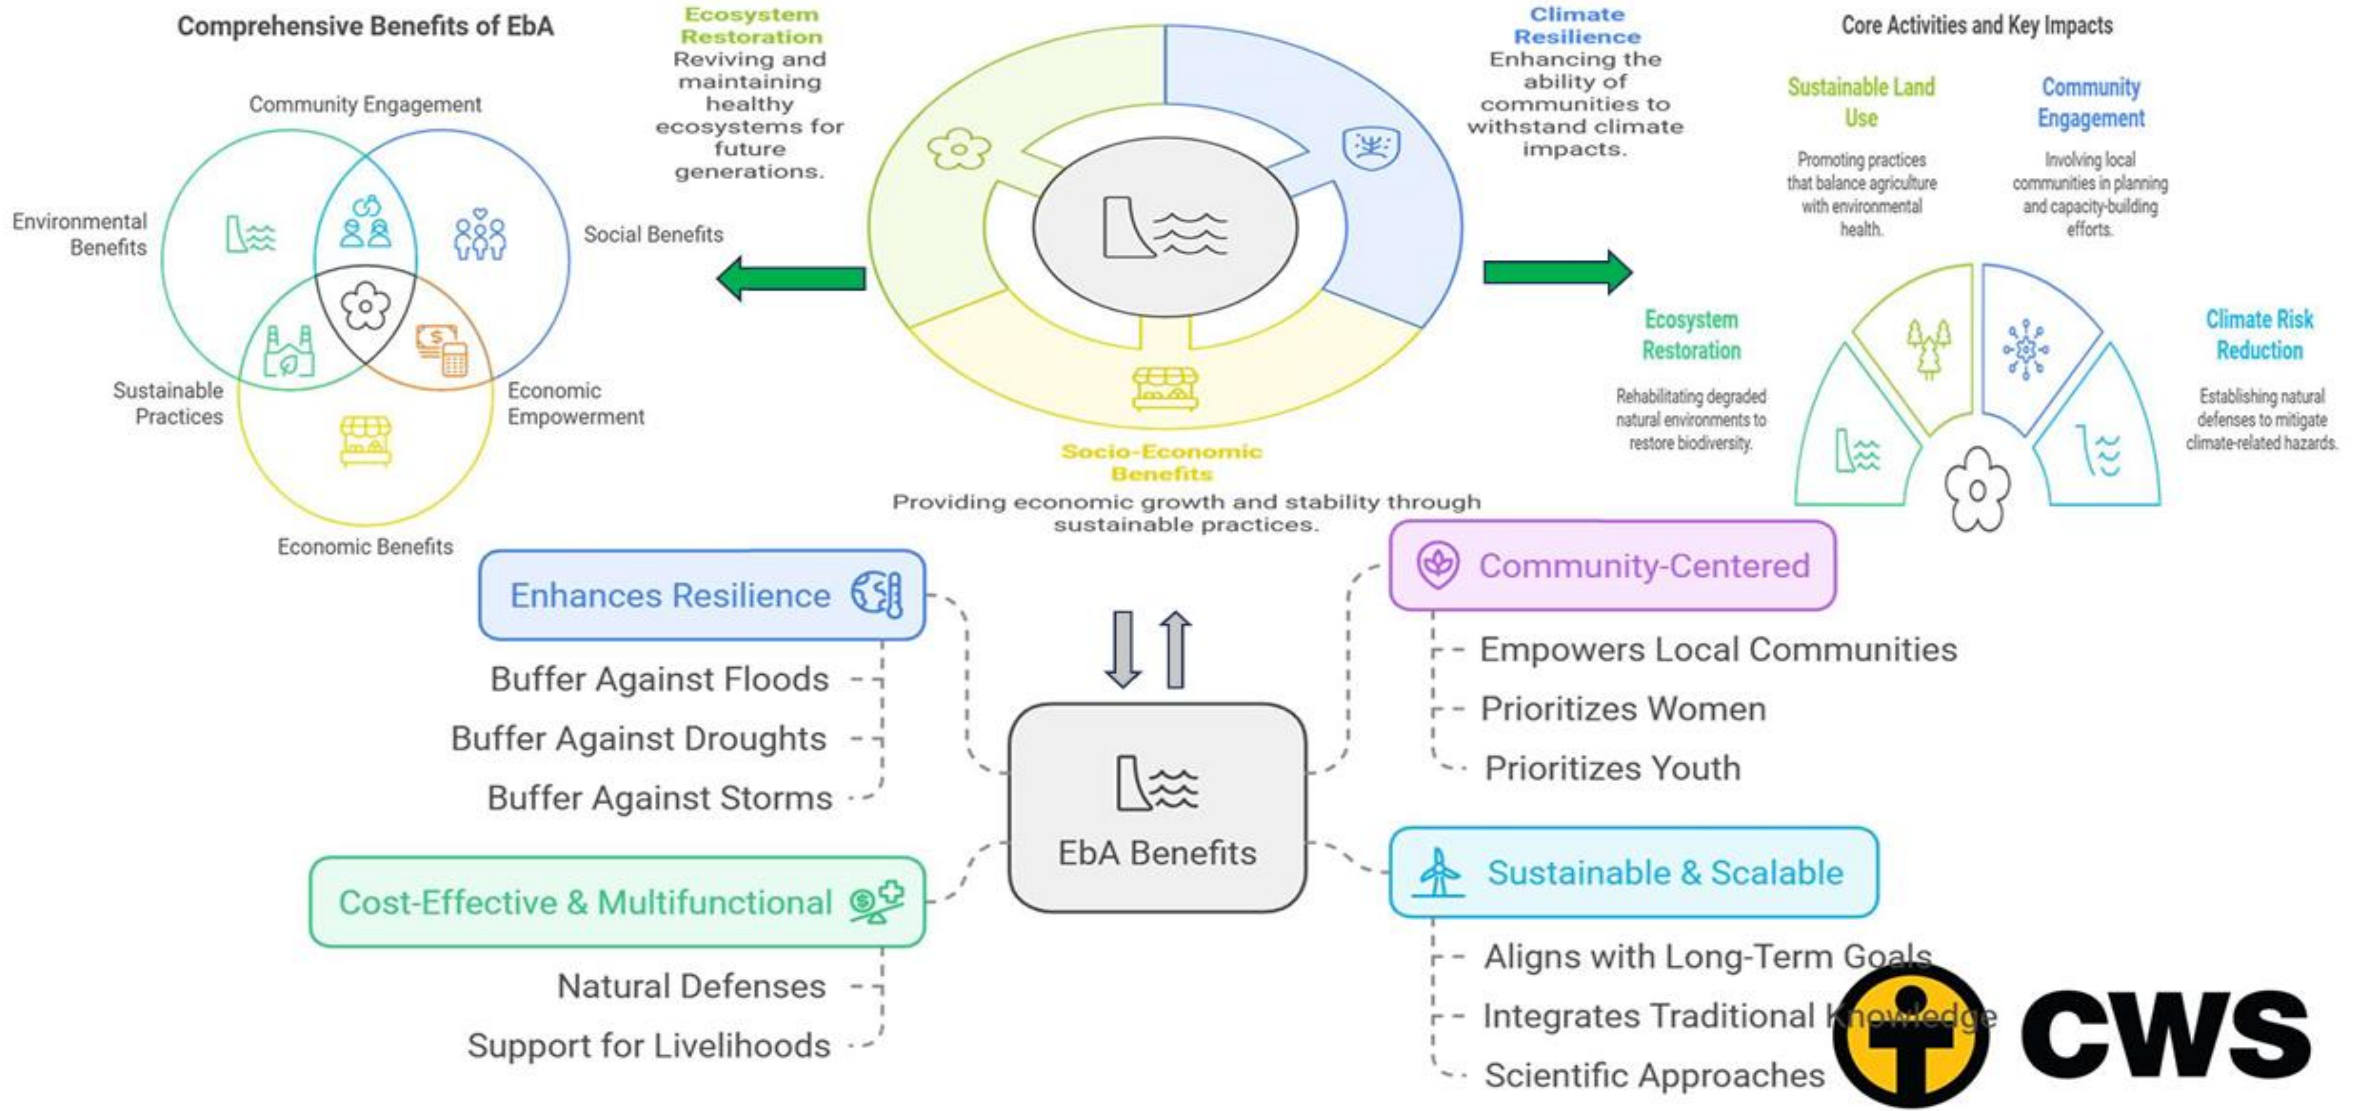 Comprehensive Benefits of EbA
Community Engagement
Environmental
Benefits
Social Benefits
Sustainable
Practices
Economic
Empowerment
Economic Benefits
Ecosystem
Restoration
Reviving and
maintaining
healthy
ecosystems for
future
generations.
Climate
Resilience
Enhancing the
ability of
communities to
withstand climate
impacts.
Socio-Economic
Benefits
Providing economic growth and stability through
sustainable practices.
Core Activities and Key Impacts
Sustainable Land
Use
Promoting practices
that balance agriculture
with environmental
health.
Community
Engagement
Involving local
communities in planning
and capacity-building
efforts.
Ecosystem
Restoration
Rehabilitating degraded
natural environments to
restore biodiversity.
Climate Risk
Reduction
Establishing natural
defenses to mitigate
climate-related hazards.
Enhances Resilience
Buffer Against Floods
Buffer Against Droughts
Buffer Against Storms
Cost-Effective & Multifunctional
Natural Defenses
Support for Livelihoods
EbA Benefits
Community-Centered
Empowers Local Communities
Prioritizes Women
Prioritizes Youth
Sustainable & Scalable
Aligns with Long-Term Goals
Integrates Traditional Knowledge
Scientific Approaches
CWS